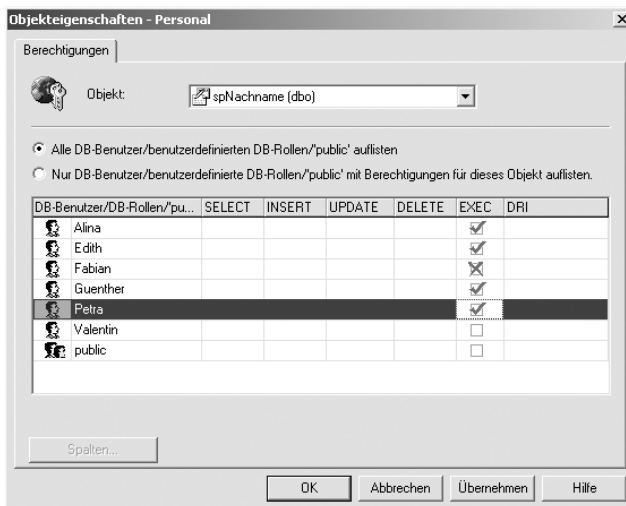 Objekteigenschaften - Personal
Berechtigungen
Objekt:
spNachname (dbo)
Alle DB-Benutzer/benutzerdefinierten DB-Rollen/'public' auflisten
Nur DB-Benutzer/benutzerdefinierte DB-Rollen/'public' mit Berechtigungen für dieses Objekt auflisten.
DB-Benutzer/DB-Rollen/'pu... SELECT INSERT UPDATE DELETE EXEC DRI
Alina
Edith
Fabian
Guenther
Petra
Valentin
public
Spalten...
OK Abbrechen Übernehmen Hilfe